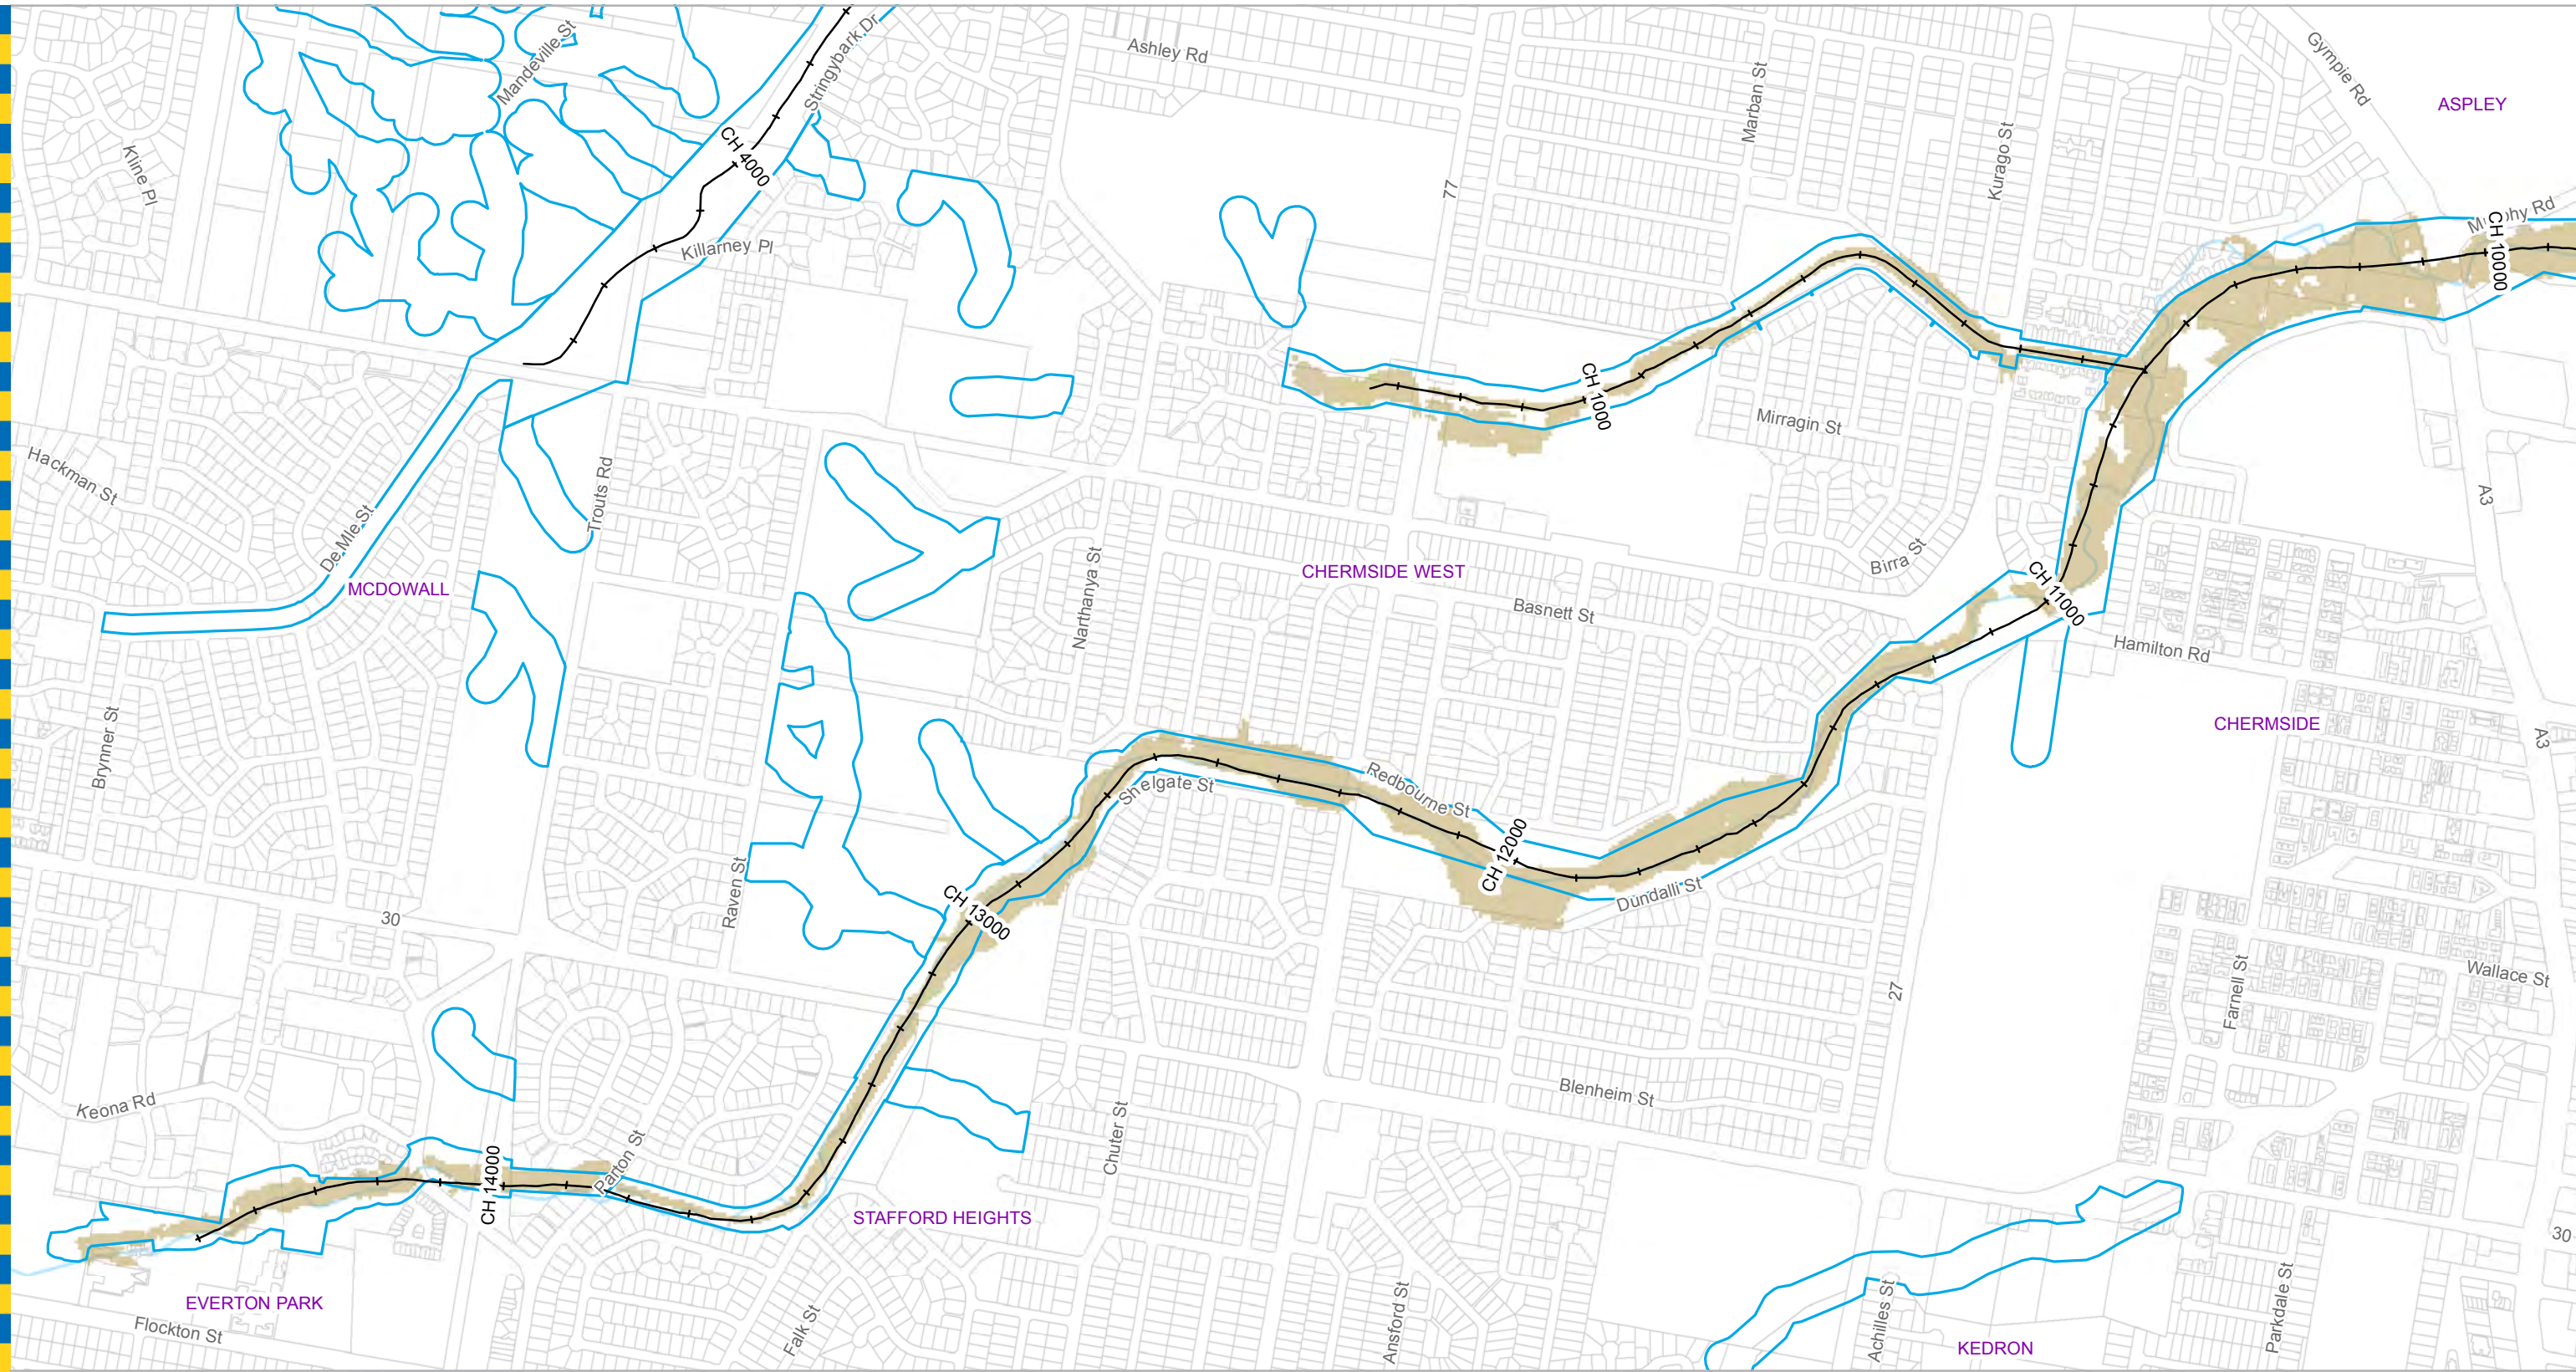 Mandeville St
Stringybark Dr
Ashley Rd
Marban St
Gympie Rd
ASPLEY
Kline Pl
CH 4000
Kurago St
77
Killarney Pl
CH 10000
Hackman St
Trouts Rd
CH 1000
Mirragin St
A3
De Mle St
MCDOWALL
Narthanya St
CHERMSIDE WEST
Basnett St
Birra St
CH 11000
Hamilton Rd
Brynner St
CHERMSIDE
A3
Shelgate St
Redbourne St
CH 12000
Dundalli St
Raven St
CH 13000
30
27
Farnell St
Wallace St
Keona Rd
Blenheim St
Chuter St
CH 14000
Parton St
STAFFORD HEIGHTS
30
EVERTON PARK
Flockton St
Falk St
Ansford St
Achilles St
KEDRON
Parkdale St